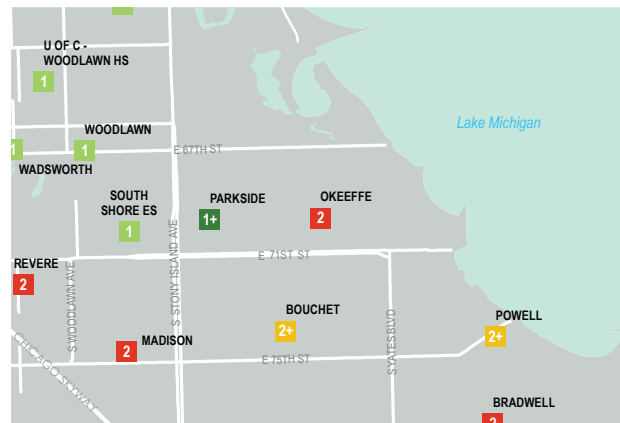 U OF C -
WOODLAWN HS
1
Lake Michigan
WOODLAWN
1
1
E 67TH ST
WADSWORTH
SOUTH
SHORE ES
1
PARKSIDE
1+
OKEEFFE
2
E 71ST ST
REVERE
2
S WOODLAWN AVE
S STONY ISLAND AVE
BOUCHET
2+
S YATES BLVD
POWELL
2+
MADISON
2
E 75TH ST
CHICAGO SKYWAY
BRADWELL
2